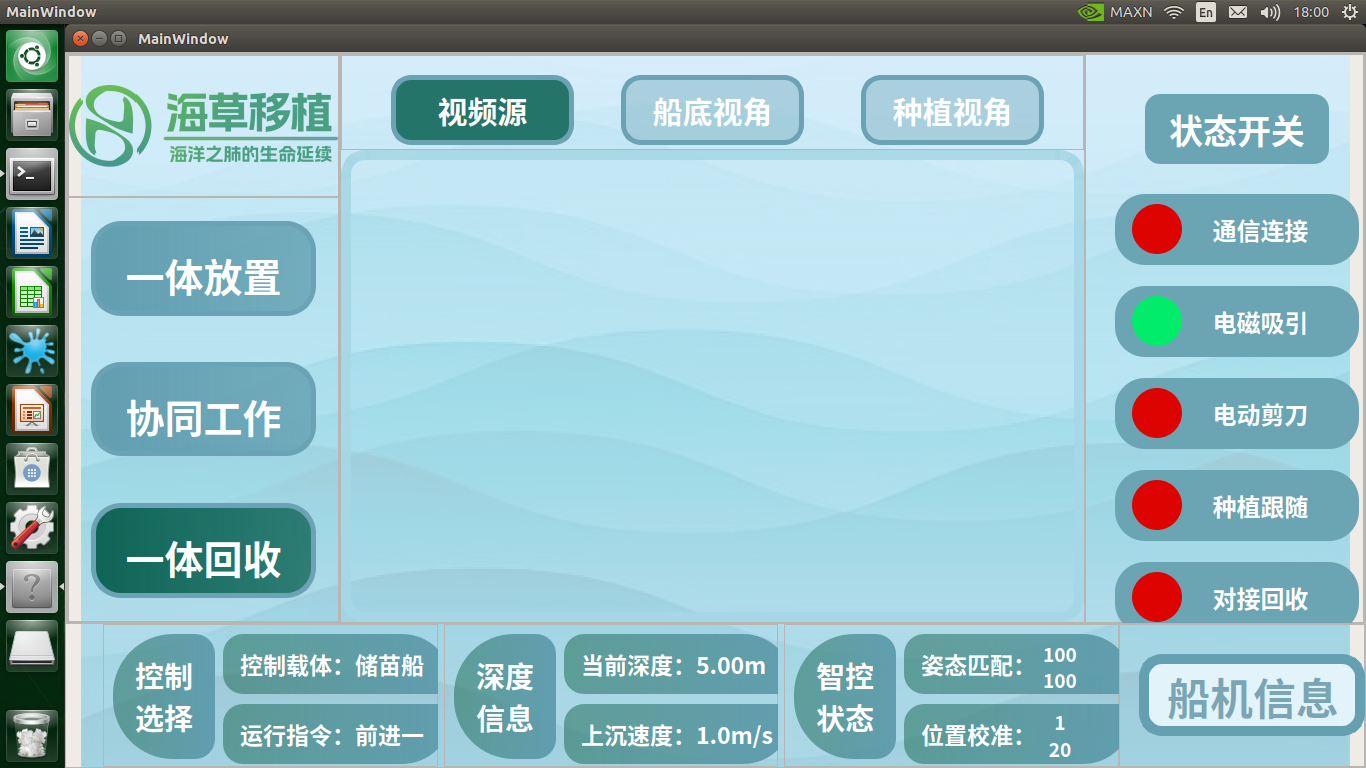 MainWindow
MAXN
En
18:00
MainWindow
海草移植
海洋之肺的生命延续
视频源
船底视角
种植视角
状态开关
一体放置
协同工作
一体回收
通信连接
电磁吸引
电动剪刀
种植跟随
对接回收
控制
选择
控制载体：储苗船
运行指令：前进一
深度
信息
当前深度：5.00m
上沉速度：1.0m/s
智控
状态
姿态匹配：
100
100
位置校准：
1
20
船机信息